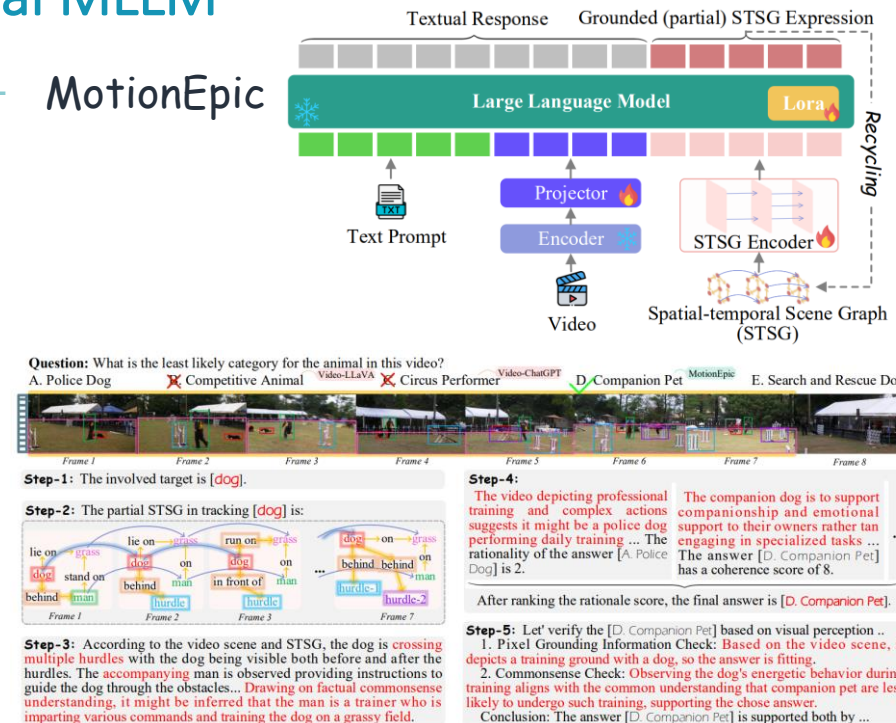 al MLLM
MotionEpic
Textual Response
Grounded (partial) STSG Expression
Large Language Model
Lora
Recycling
TXT
Text Prompt
Projector
Encoder
Video
STSG Encoder
Spatial-temporal Scene Graph
(STSG)
Question: What is the least likely category for the animal in this video?
A. Police Dog B. Competitive Animal Video-LLaVA C. Circus Performer Video-ChatGPT D. Companion Pet MotionEpic E. Search and Rescue Do
Frame 1 Frame 2 Frame 3 Frame 4 Frame 5 Frame 6 Frame 7 Frame 8
Step-1: The involved target is [dog].
Step-2: The partial STSG in tracking [dog] is:
lie on grass dog stand on behind man Frame 1
lie on grass dog on behind man hurdle Frame 2
run on grass dog on in front of man hurdle Frame 3
...
dog on grass behind behind on man hurdle- hurdle-2 Frame 7
Step-3: According to the video scene and STSG, the dog is crossing
multiple hurdles with the dog being visible both before and after the
hurdles. The accompanying man is observed providing instructions to
guide the dog through the obstacles... Drawing on factual commonsense
understanding, it might be inferred that the man is a trainer who is
imparting various commands and training the dog on a grassy field.
Step-4:
The video depicting professional
training and complex actions
suggests it might be a police dog
performing daily training ... The
rationality of the answer [A. Police
Dog] is 2.
The companion dog is to support
companionship and emotional
support to their owners rather tan
engaging in specialized tasks ...
The answer [D. Companion Pet]
has a coherence score of 8.
After ranking the rationale score, the final answer is [D. Companion Pet].
Step-5: Let' verify the [D. Companion Pet] based on visual perception ..
1. Pixel Grounding Information Check: Based on the video scene,
depicts a training ground with a dog, so the answer is fitting.
2. Commonsense Check: Observing the dog's energetic behavior durin
training aligns with the common understanding that companion pet are le
likely to undergo such training, supporting the chose answer.
Conclusion: The answer [D. Companion Pet] is supported both by ...